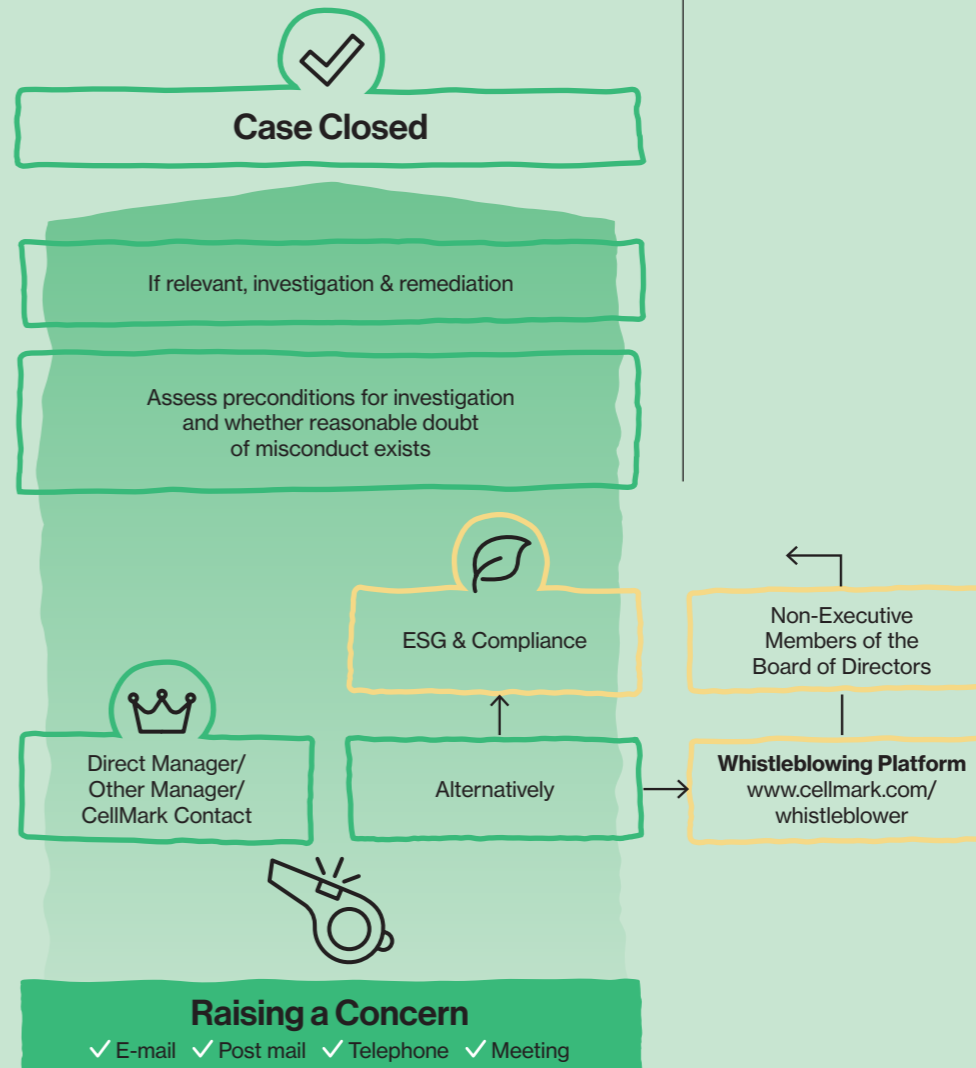 Case Closed
If relevant, investigation & remediation
Assess preconditions for investigation
and whether reasonable doubt
of misconduct exists
ESG & Compliance
Non-Executive
Members of the
Board of Directors
Direct Manager/
Other Manager/
CellMark Contact
Alternatively
Whistleblowing Platform
www.cellmark.com/
whistleblower
Raising a Concern
E-mail Post mail Telephone Meeting